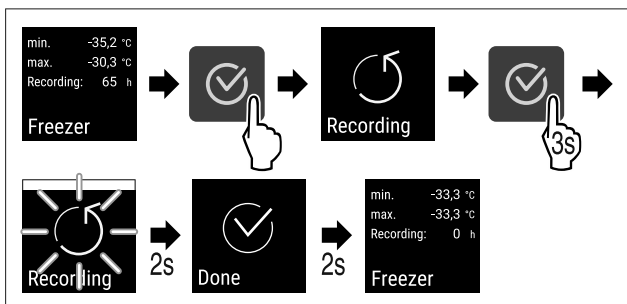 min. -35,2 °C
max. -30,3 °C
Recording: 65 h
Freezer
Recording
3s
Recording
2s
Done
2s
min. -33,3 °C
max. -33,3 °C
Recording: 0 h
Freezer